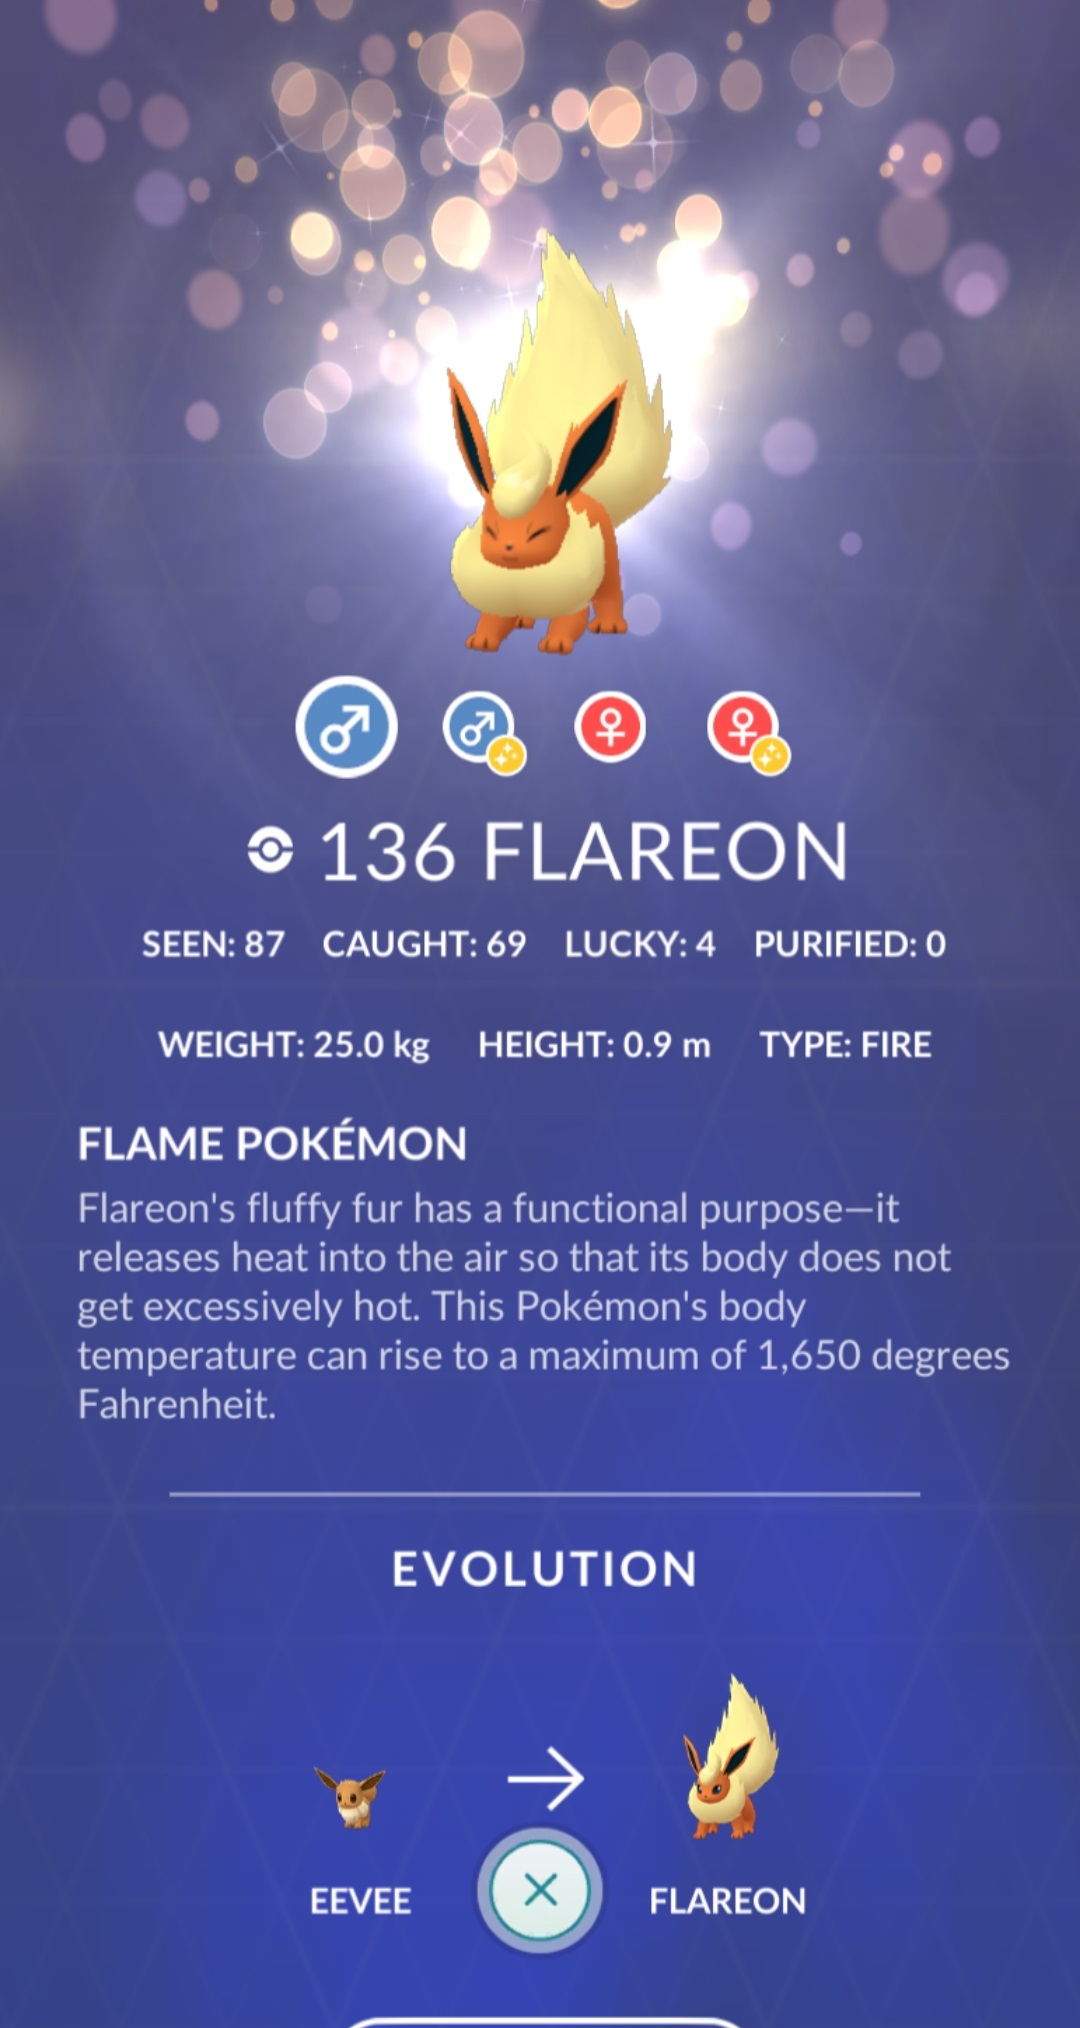 136 FLAREON
SEEN: 87 CAUGHT: 69 LUCKY: 4 PURIFIED: 0
WEIGHT: 25.0 kg HEIGHT: 0.9 m TYPE: FIRE
FLAME POKÉMON
Flareon's fluffy fur has a functional purpose—it
releases heat into the air so that its body does not
get excessively hot. This Pokémon's body
temperature can rise to a maximum of 1,650 degrees
Fahrenheit.
EVOLUTION
EEVEE FLAREON